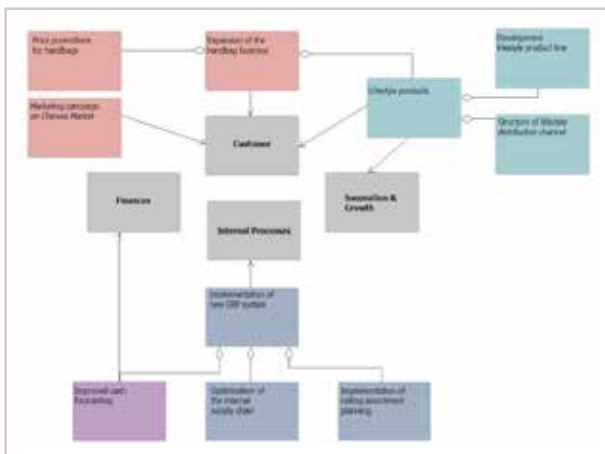 Price promotions
for handbags
Expansion of the
handbag business
Development
lifestyle product line
Marketing campaign
on Chinese Market
Lifestyle products
Structure of lifestyle
distribution channel
Customer
Finances
Innovation &
Growth
Internal Processes
Implementation of
new ERP system
Improved cash
forecasting
Optimisation of
the internal
supply chain
Implementation of
rolling assortment
planning